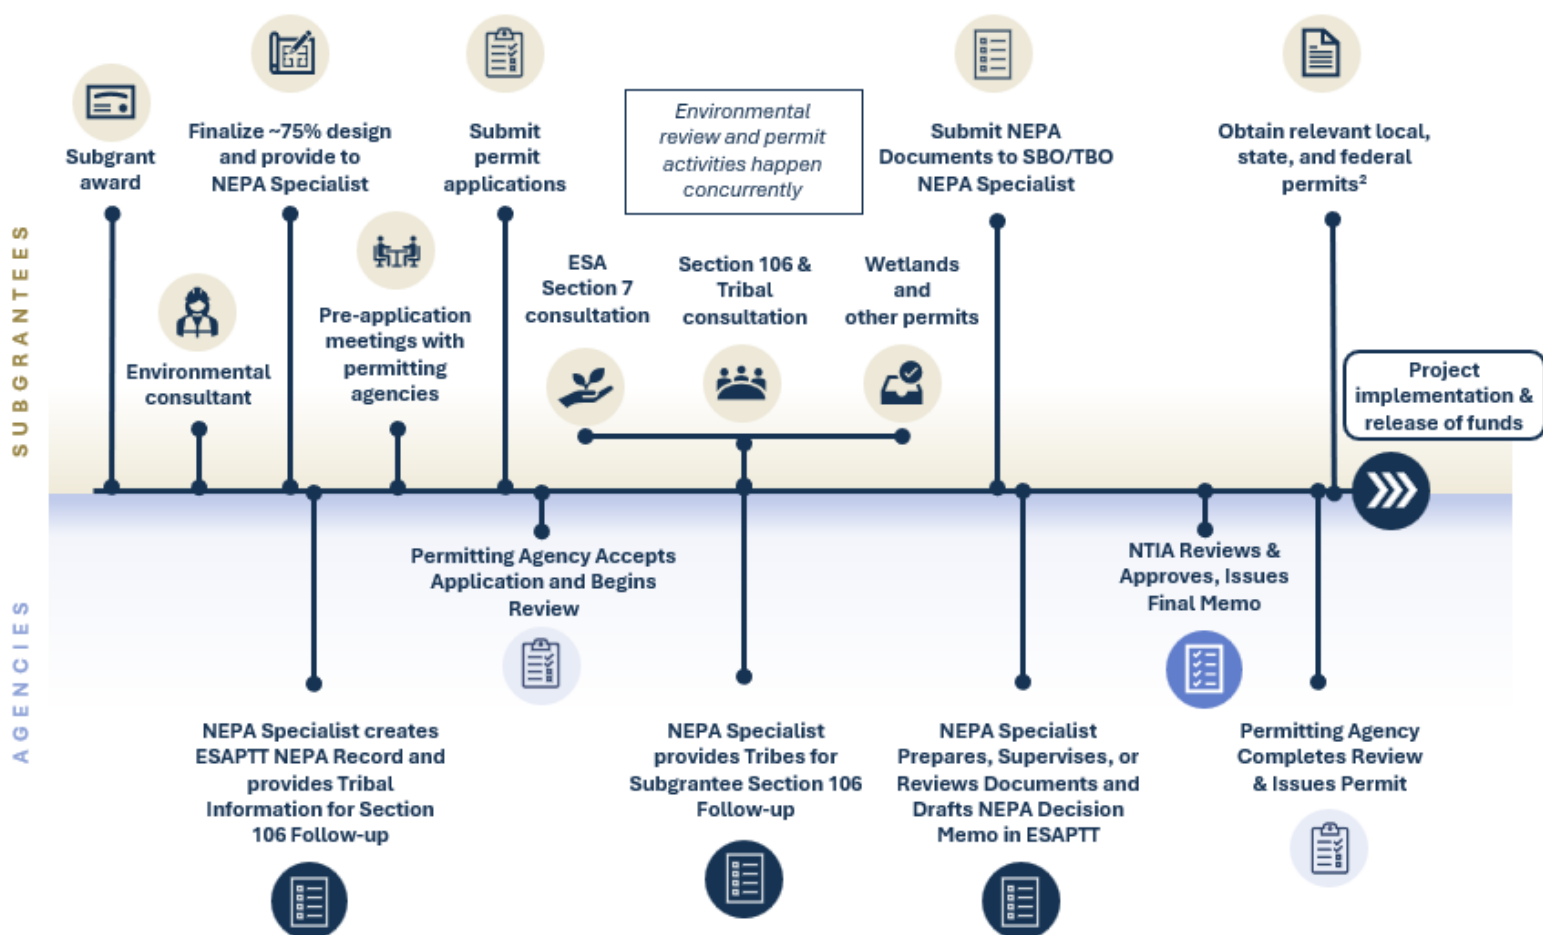 Subgrant
award
Finalize ~75% design
and provide to
NEPA Specialist
Submit
permit
applications
Environmental
review and permit
activities happen
concurrently
Submit NEPA
Documents to SBO/TBO
NEPA Specialist
Obtain relevant local,
state, and federal
permits²
SUBGRANTEES
Environmental
consultant
Pre-application
meetings with
permitting
agencies
ESA
Section 7
consultation
Section 106 &
Tribal
consultation
Wetlands
and
other permits
Project
implementation &
release of funds
AGENCIES
Permitting Agency Accepts
Application and Begins
Review
NTIA Reviews &
Approves, Issues
Final Memo
NEPA Specialist creates
ESAPTT NEPA Record and
provides Tribal
Information for Section
106 Follow-up
NEPA Specialist
provides Tribes for
Subgrantee Section 106
Follow-up
NEPA Specialist
Prepares, Supervises, or
Reviews Documents and
Drafts NEPA Decision
Memo in ESAPTT
Permitting Agency
Completes Review
& Issues Permit